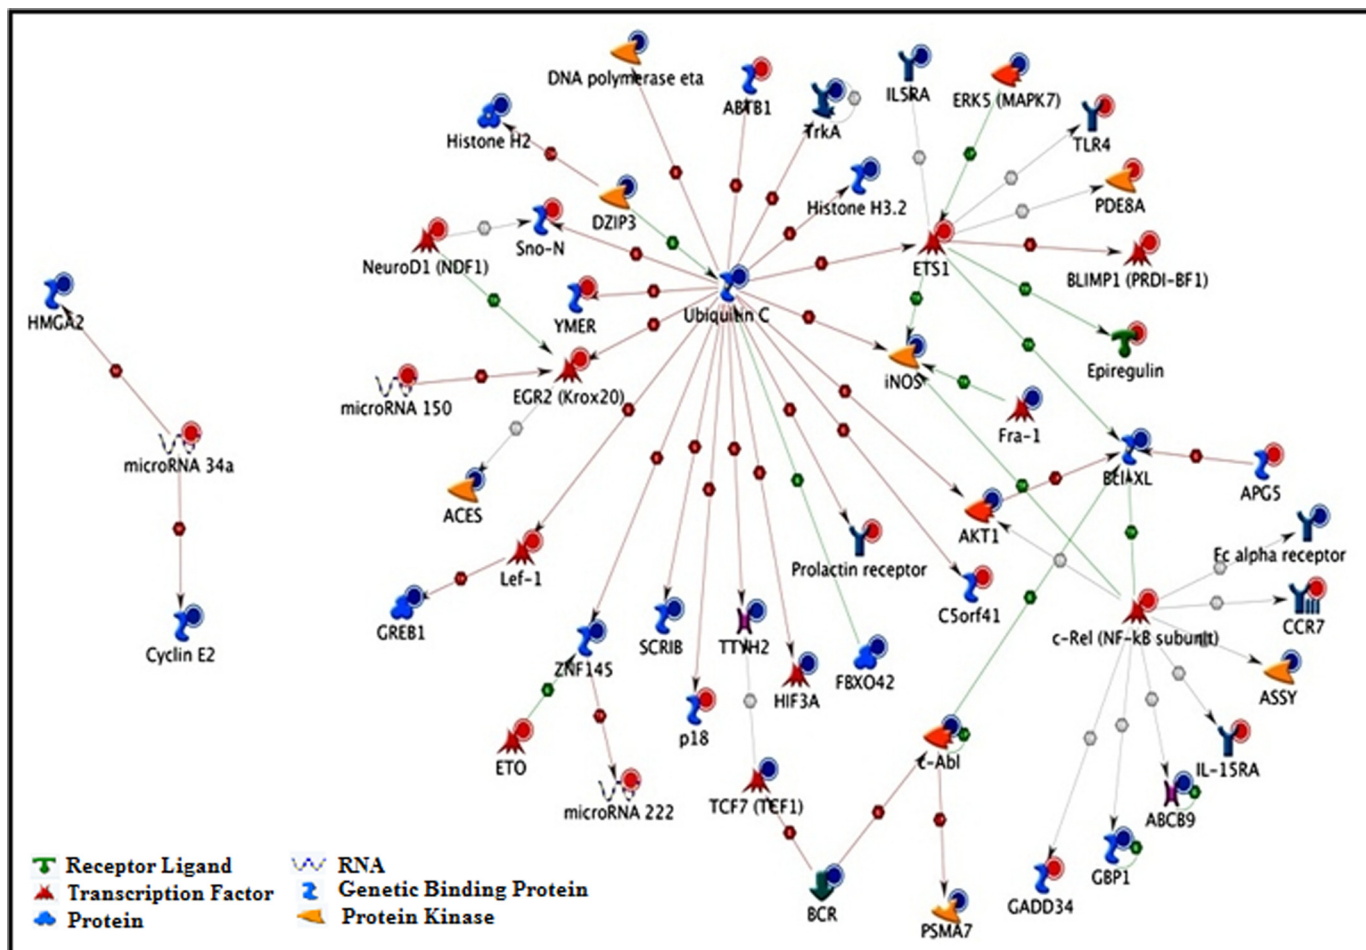 DNA polymerase eta
ABTB1
TrkA
IL5RA
ERK5 (MAPK7)
TLR4
Histone H2
DZIP3
Histone H3.2
PDE8A
Sno-N
NeuroD1 (NDF1)
ETS1
BLIMP1 (PRDI-BF1)
HMGA2
YMER
Ubiquitin C
iNOS
Epiregulin
microRNA 150
EGR2 (Krox20)
Fra-1
microRNA 34a
ACES
Bcl-XL
APG5
AKT1
Fc alpha receptor
Lef-1
Prolactin receptor
GREB1
C5orf41
c-Rel (NF-kB subunit)
CCR7
Cyclin E2
ZNF145
SCRIB
TTYH2
HIF3A
FBXO42
ASSY
p18
ETO
c-Abl
IL-15RA
microRNA 222
TCF7 (TCF1)
ABCB9
GBP1
GADD34
BCR
PSMA7
Receptor Ligand
RNA
Transcription Factor
Genetic Binding Protein
Protein
Protein Kinase